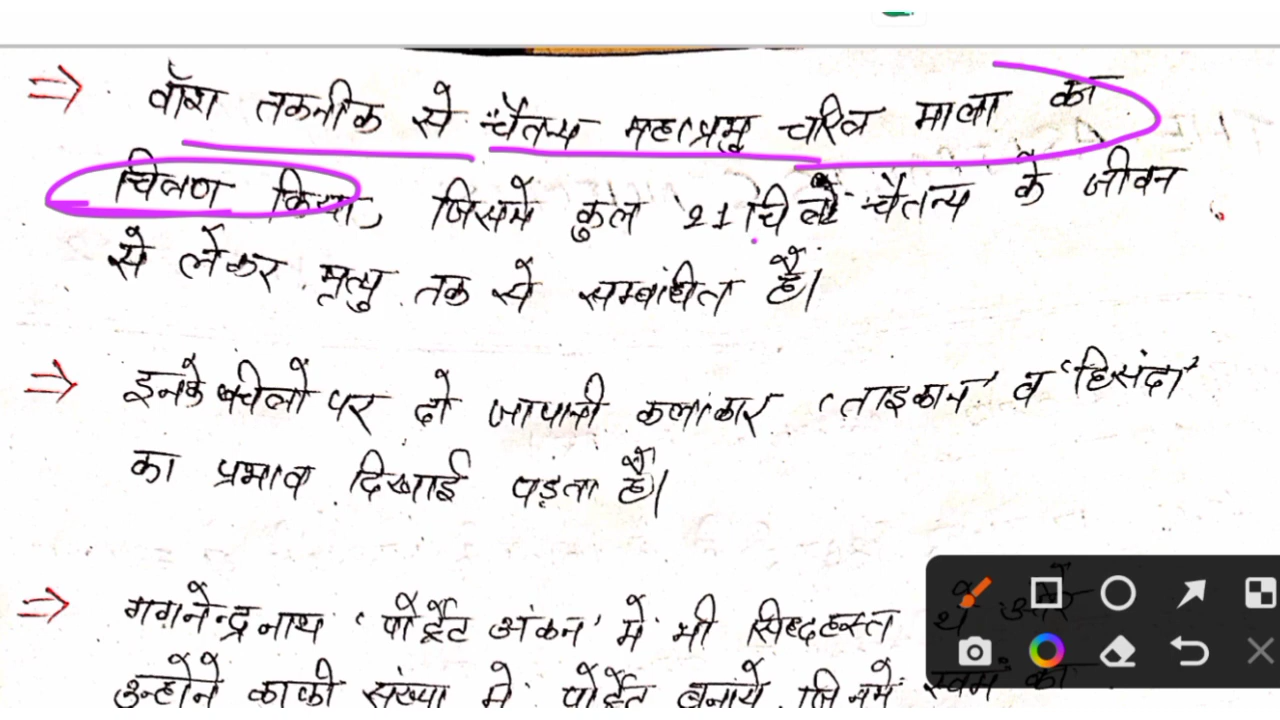 ⇒ वॉश तकनीक से चैतन्य महाप्रभु चरित्र माला का
चित्रण किया, जिसमें कुल 21 चित्र चैतन्य के जीवन
से लेकर मृत्यु तक से सम्बंधित है।
⇒ इनके चित्रों पर दो जापानी कलाकार 'ताइकान' व 'हिसंदा'
का प्रभाव दिखाई पड़ता है।
⇒ गगनेन्द्रनाथ 'पोर्ट्रेट अंकन' में भी सिद्धहस्त थे
उन्होंने काफी संख्या में पोर्ट्रेट बनाये जिनमें स्वयं का